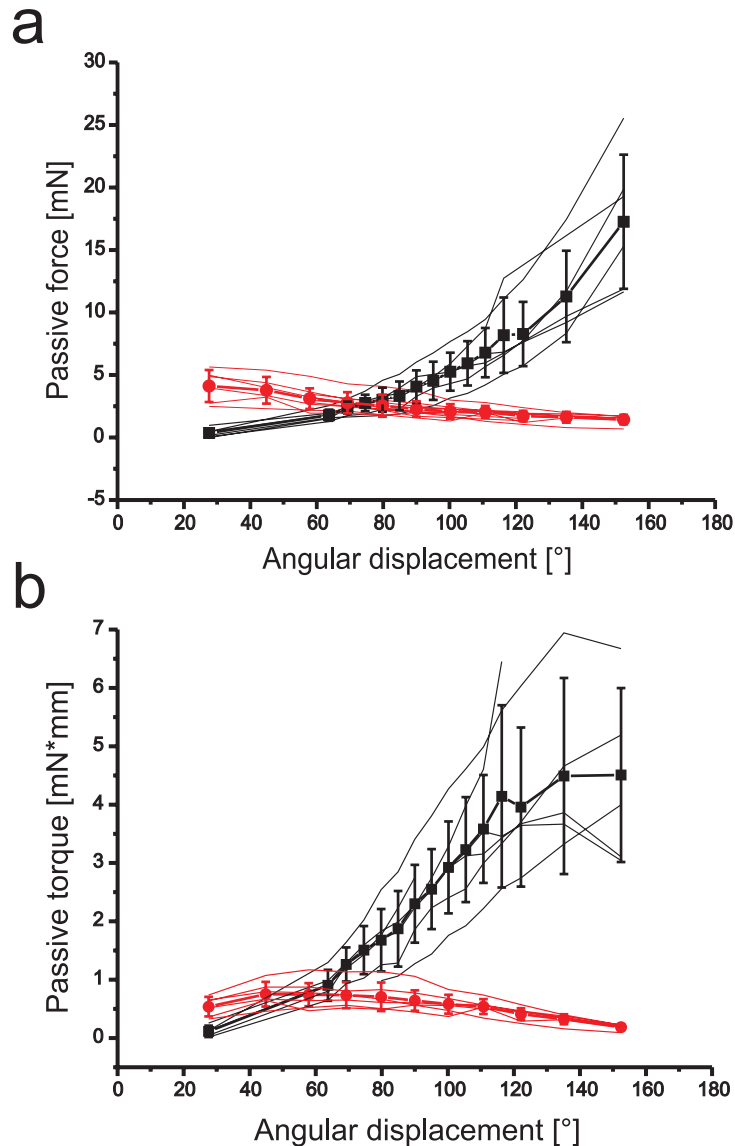 a
30
25
20
15
10
5
0
-5
Passive force [mN]
0 20 40 60 80 100 120 140 160 180
Angular displacement [°]
b
7
6
5
4
3
2
1
0
Passive torque [mN*mm]
0 20 40 60 80 100 120 140 160 180
Angular displacement [°]